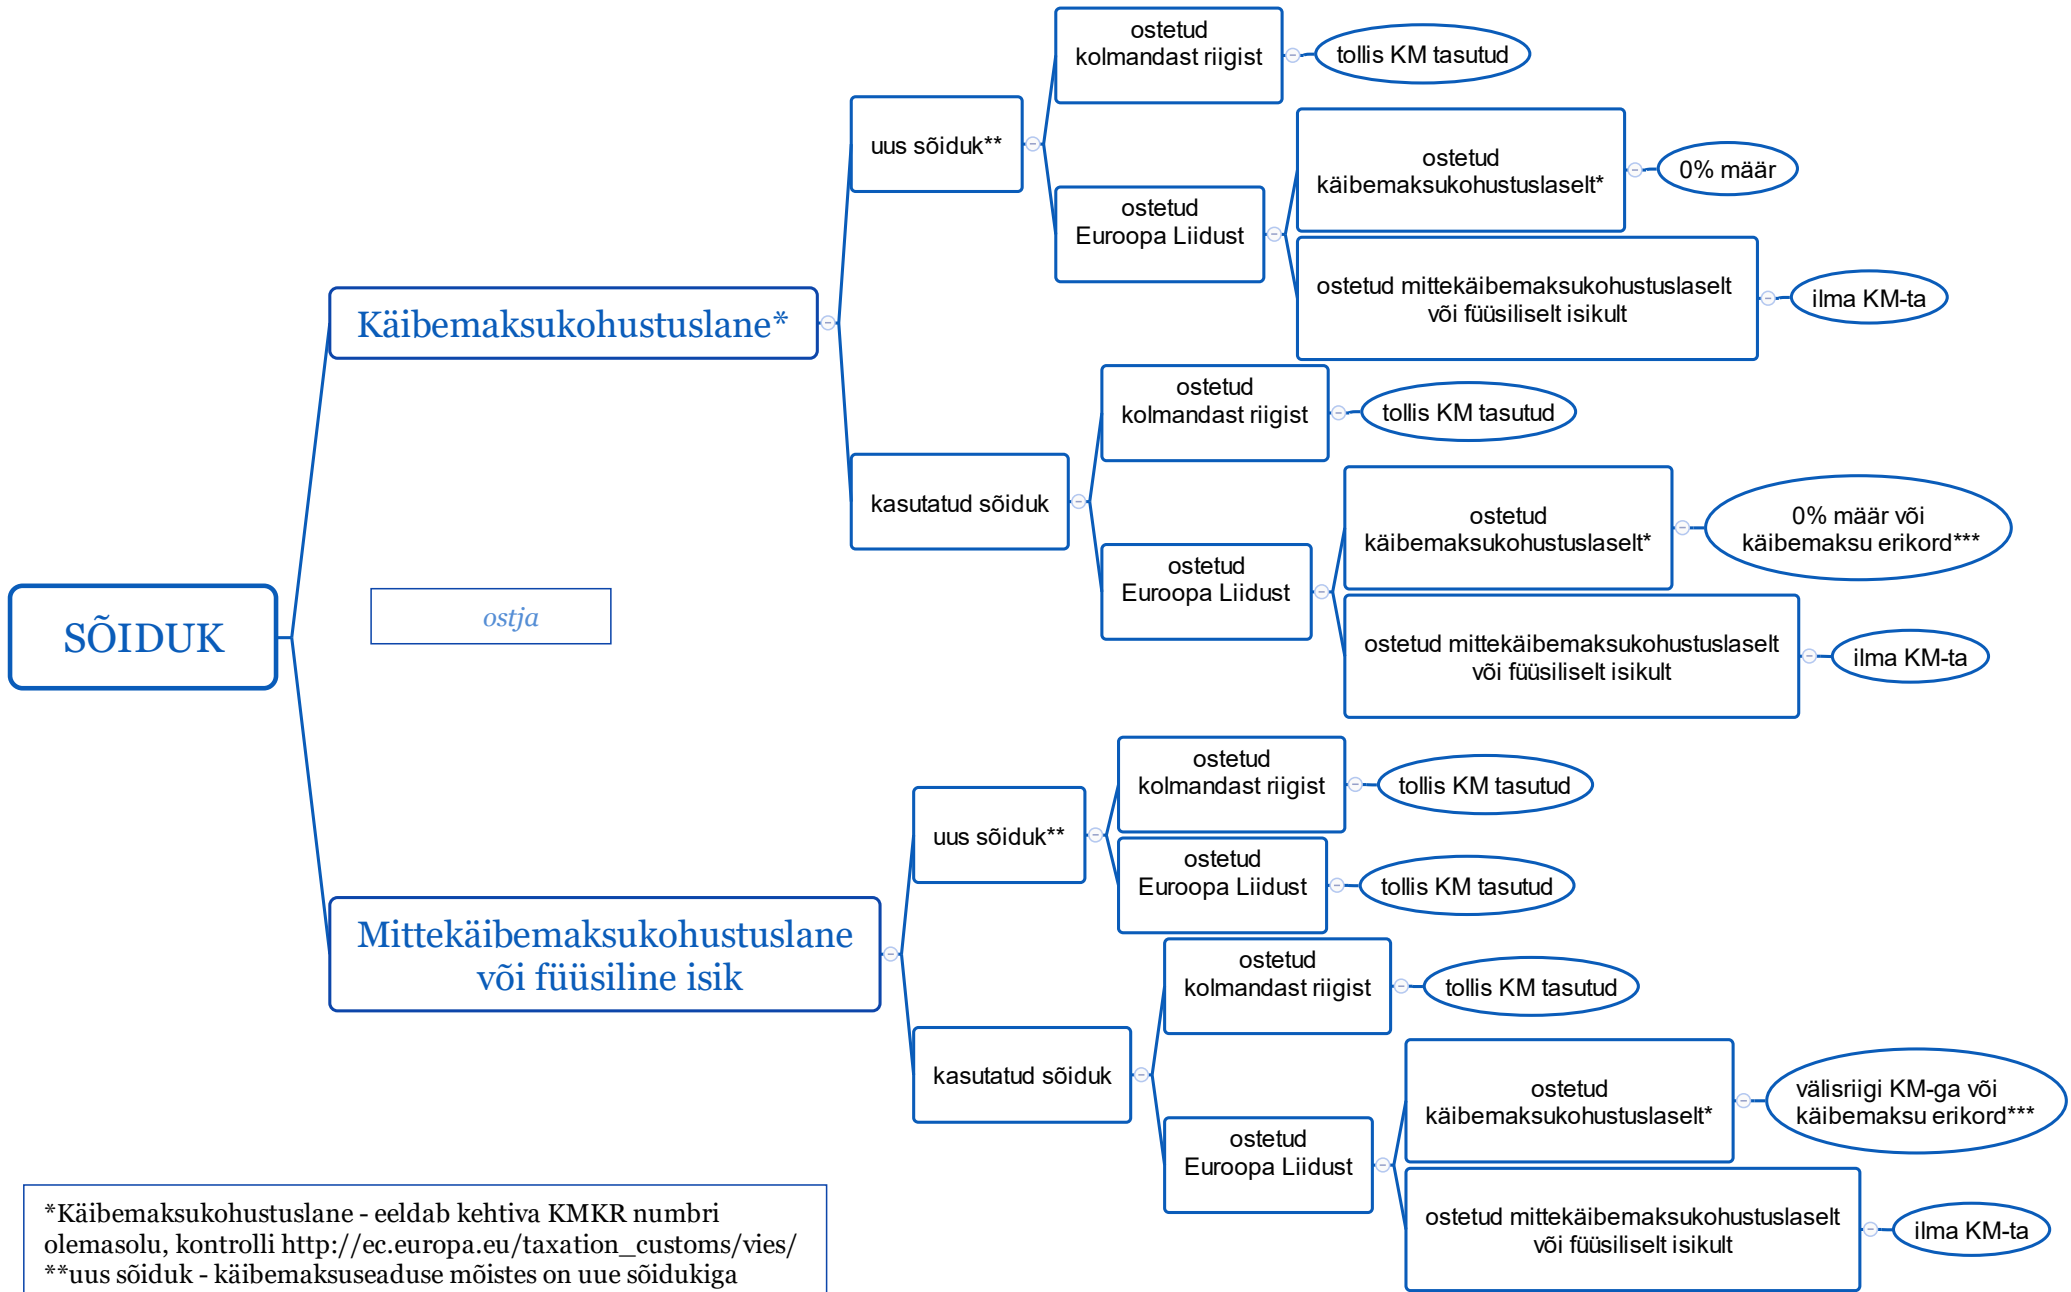 SÕIDUK
ostja
Käibemaksukohustuslane*
uus sõiduk**
ostetud
kolmandast riigist
tollis KM tasutud
ostetud
Euroopa Liidust
ostetud
käibemaksukohustuslaselt*
0% määr
ostetud mittekäibemaksukohustuslaselt
või füüsiliselt isikult
ilma KM-ta
kasutatud sõiduk
ostetud
kolmandast riigist
tollis KM tasutud
ostetud
Euroopa Liidust
ostetud
käibemaksukohustuslaselt*
0% määr või
käibemaksu erikord***
ostetud mittekäibemaksukohustuslaselt
või füüsiliselt isikult
ilma KM-ta
Mittekäibemaksukohustuslane
või füüsiline isik
uus sõiduk**
ostetud
kolmandast riigist
tollis KM tasutud
ostetud
Euroopa Liidust
tollis KM tasutud
kasutatud sõiduk
ostetud
kolmandast riigist
tollis KM tasutud
ostetud
Euroopa Liidust
ostetud
käibemaksukohustuslaselt*
välisriigi KM-ga või
käibemaksu erikord***
ostetud mittekäibemaksukohustuslaselt
või füüsiliselt isikult
ilma KM-ta
*Käibemaksukohustuslane - eeldab kehtiva KMKR numbri
olemasolu, kontrolli http://ec.europa.eu/taxation_customs/vies/
**uus sõiduk - käibemaksuseaduse mõistes on uue sõidukiga